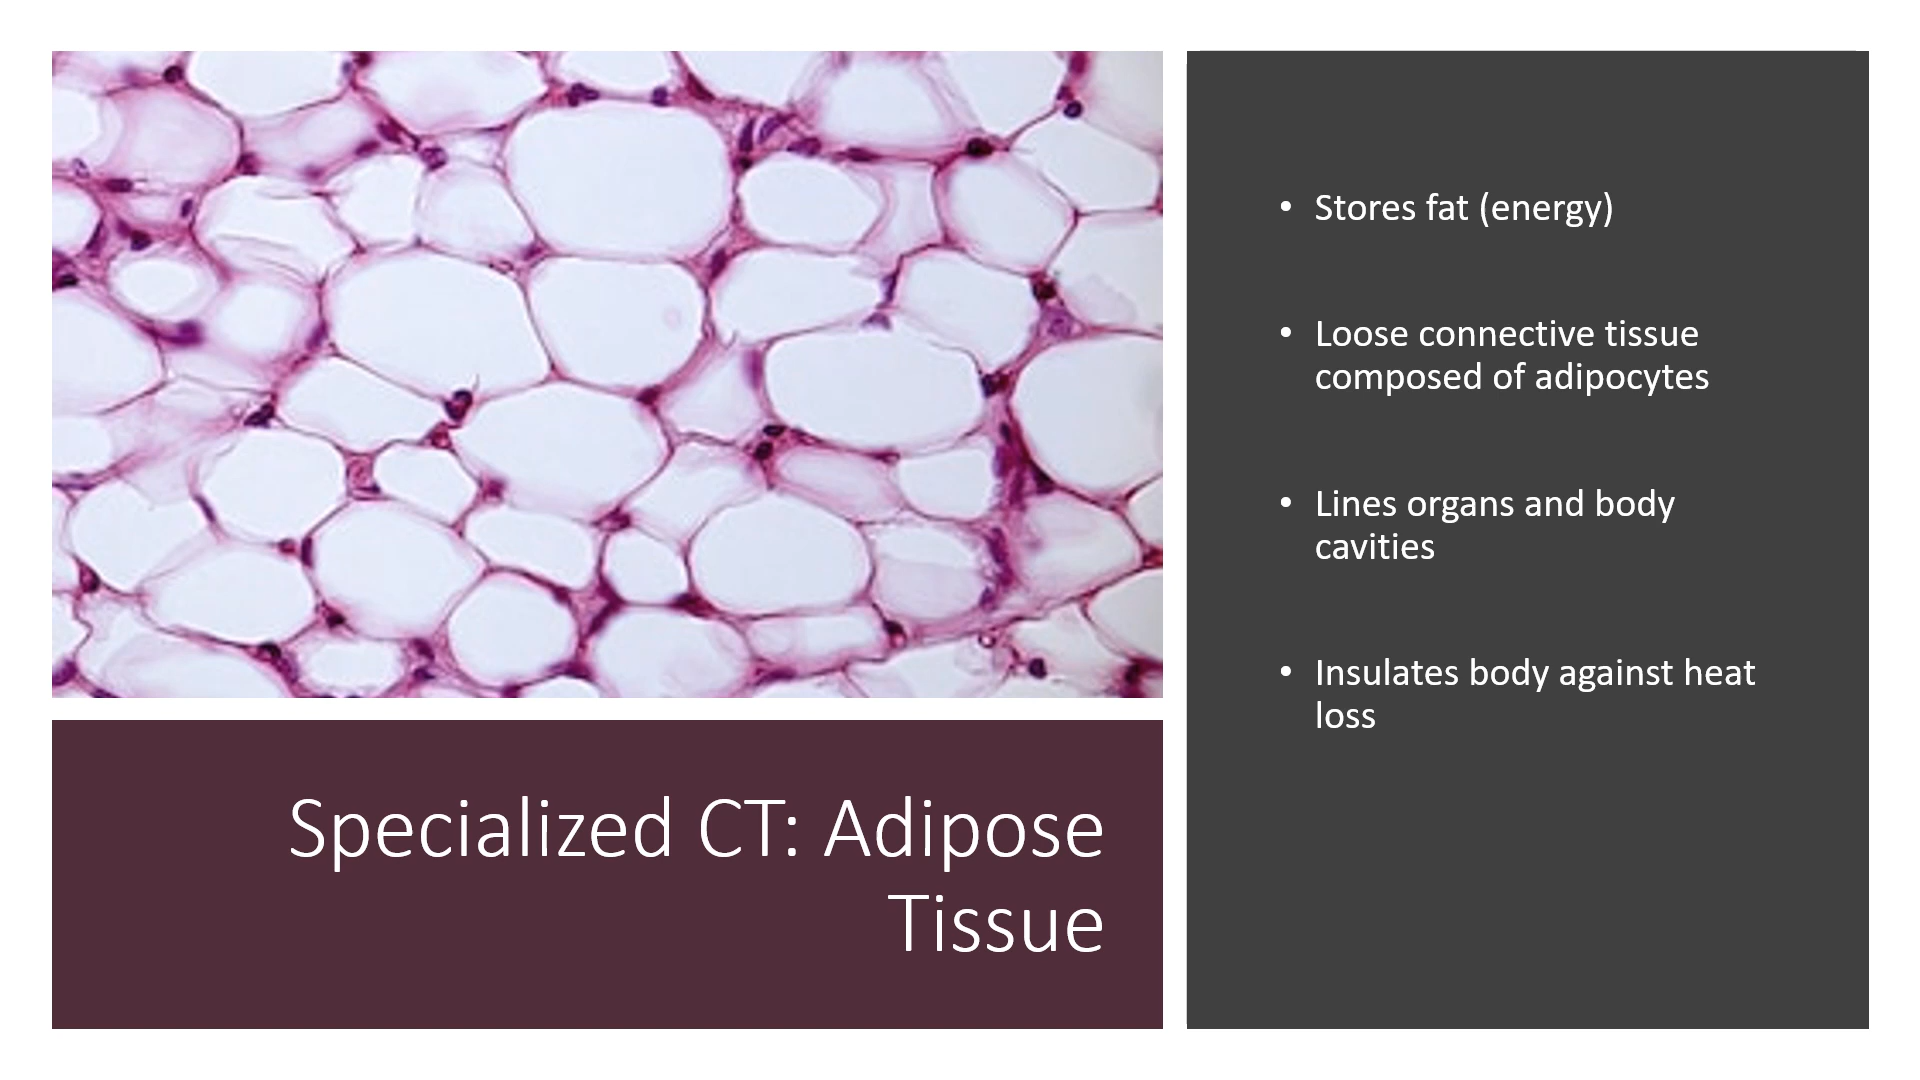 Specialized CT: Adipose
Tissue
• Stores fat (energy)
• Loose connective tissue
composed of adipocytes
• Lines organs and body
cavities
• Insulates body against heat
loss